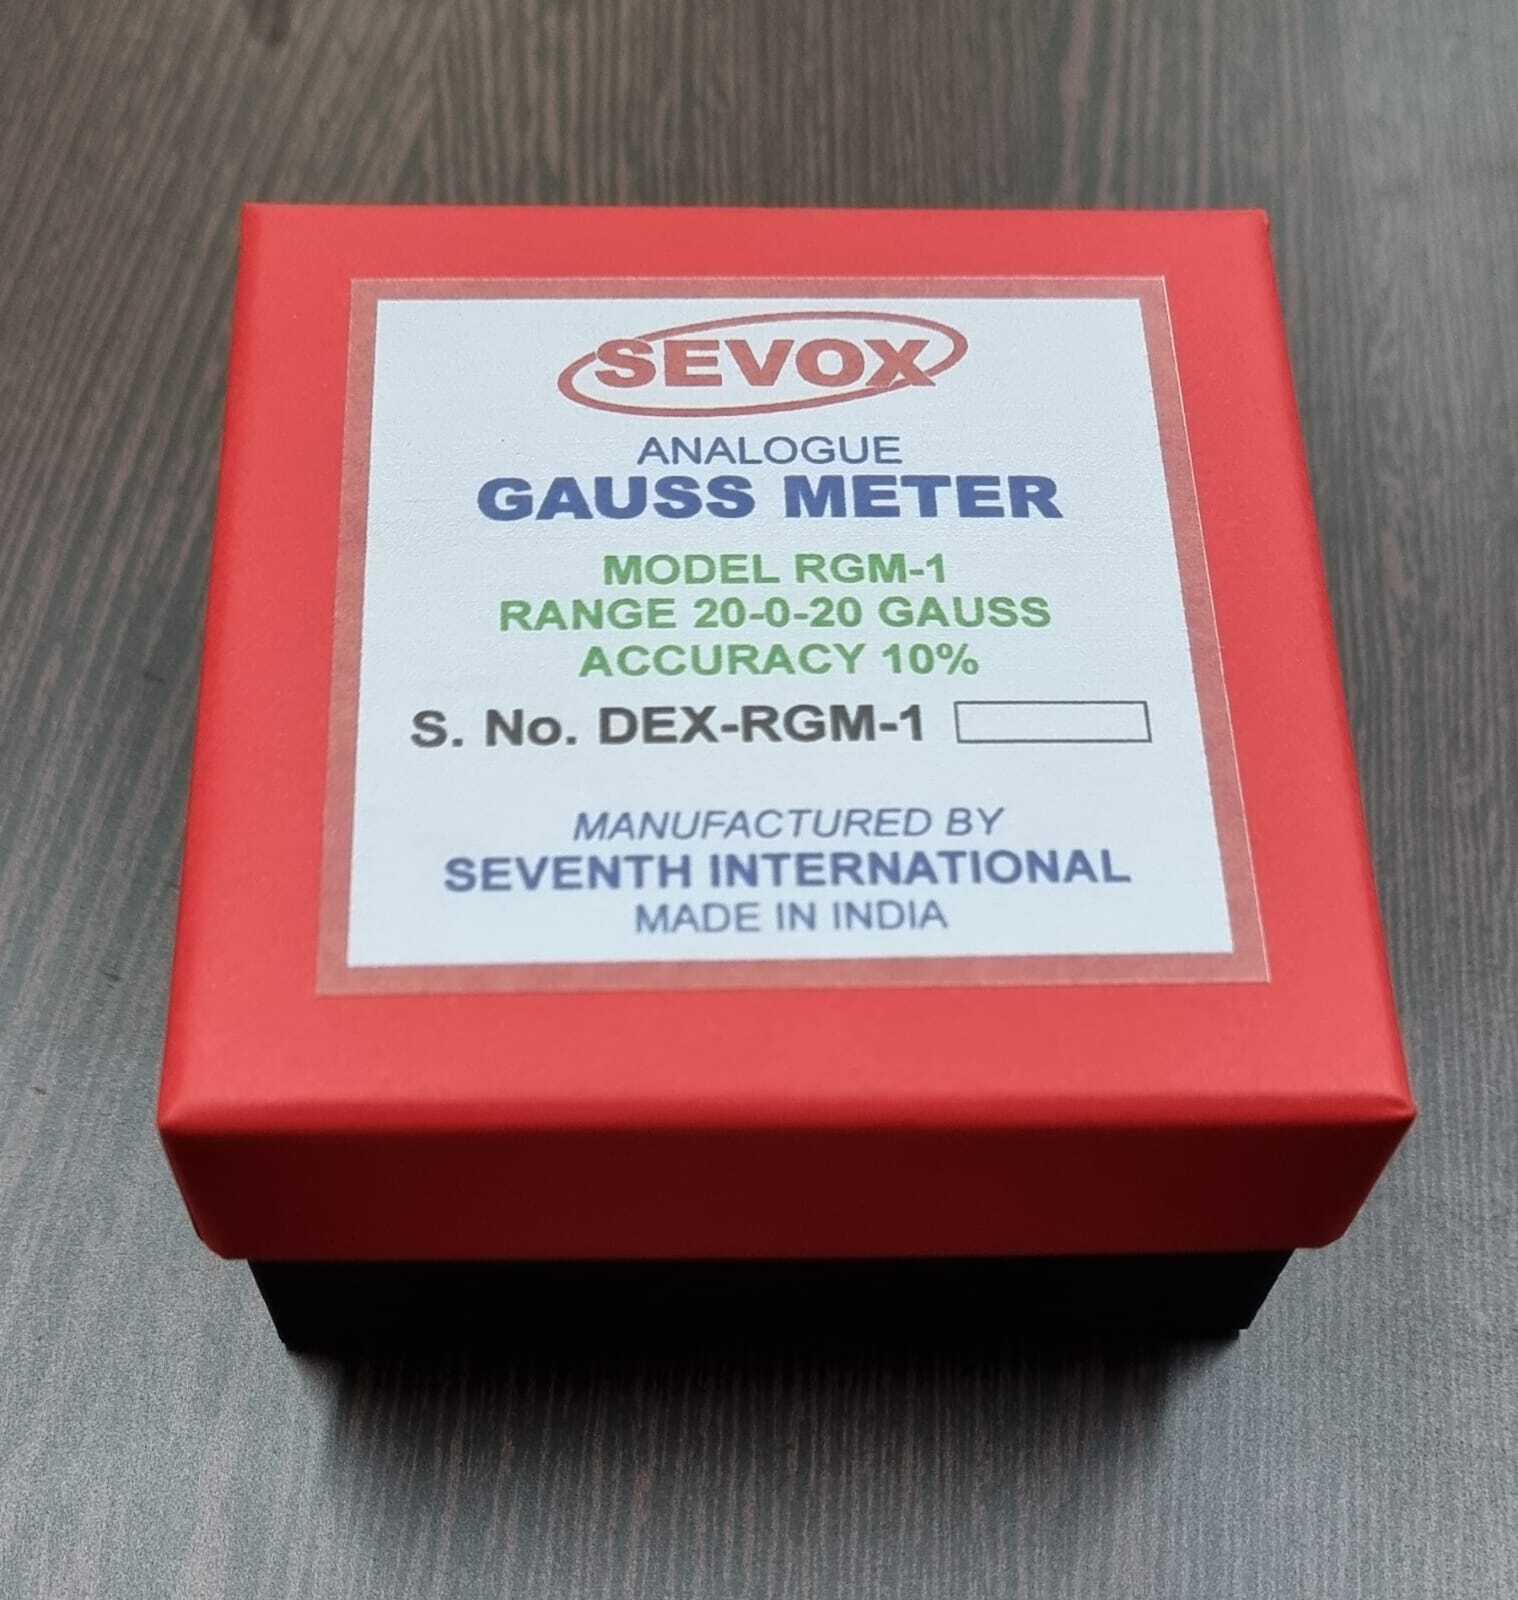 SEVOX
ANALOGUE
GAUSS METER
MODEL RGM-1
RANGE 20-0-20 GAUSS
ACCURACY 10%
S. No. DEX-RGM-1
MANUFACTURED BY
SEVENTH INTERNATIONAL
MADE IN INDIA